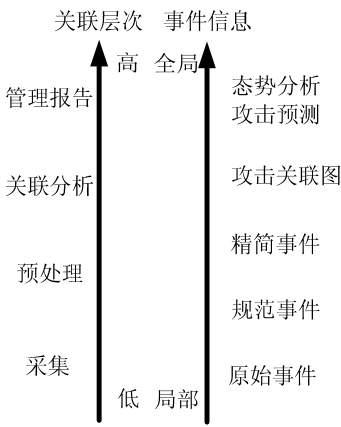 关联层次 事件信息
高 全局
管理报告
态势分析
攻击预测
关联分析
攻击关联图
精简事件
预处理
规范事件
采集
原始事件
低 局部